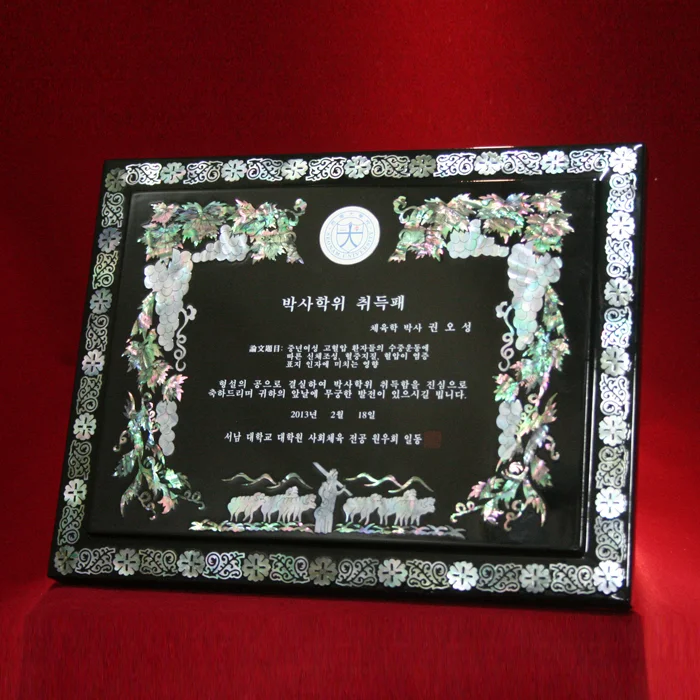 大
박사학위 취득패
체육학 박사 권 오 성
論文題目: 중년여성 고혈압 환자들의 수중운동에
따른 신체조성, 혈중지질, 혈압이 염증
표지 인자에 미치는 영향
형설의 공으로 결실하여 박사학위 취득함을 진심으로
축하드리며 귀하의 앞날에 무궁한 발전이 있으시길 빕니다.
2013년 2월 18일
서남 대학교 대학원 사회체육 전공 원우회 일동